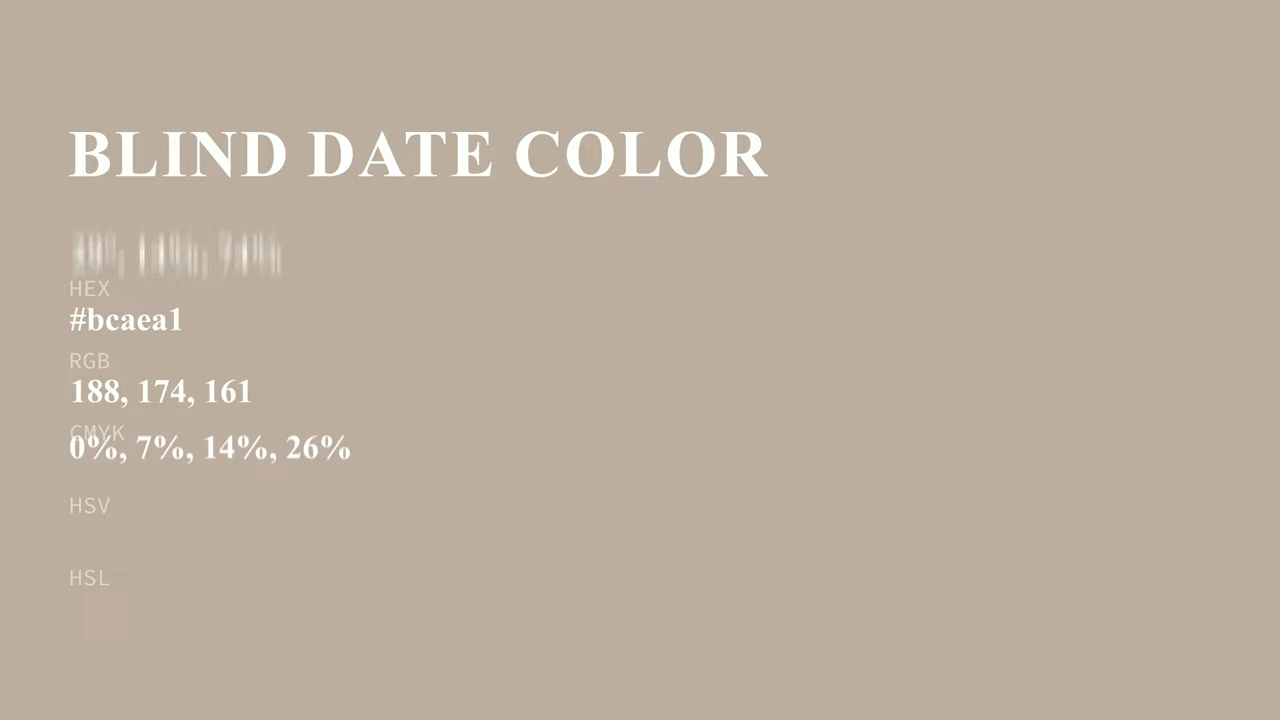 BLIND DATE COLOR
HEX
#bcaea1
RGB
188, 174, 161
CMYK
0%, 7%, 14%, 26%
HSV
HSL